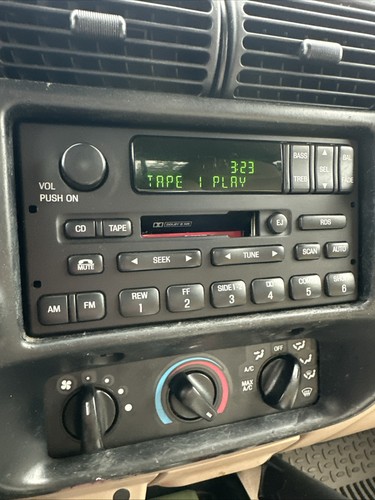 3:23
TAPE 1 PLAY
BASS
TREB
SEL
BAL
VOL
PUSH ON
CD
TAPE
EJ
RDS
MUTE
SEEK
TUNE
SCAN
AUTO
AM
FM
REW
1
FF
2
SIDE 1-2
3
4
5
6
OFF
A/C
MAX
A/C